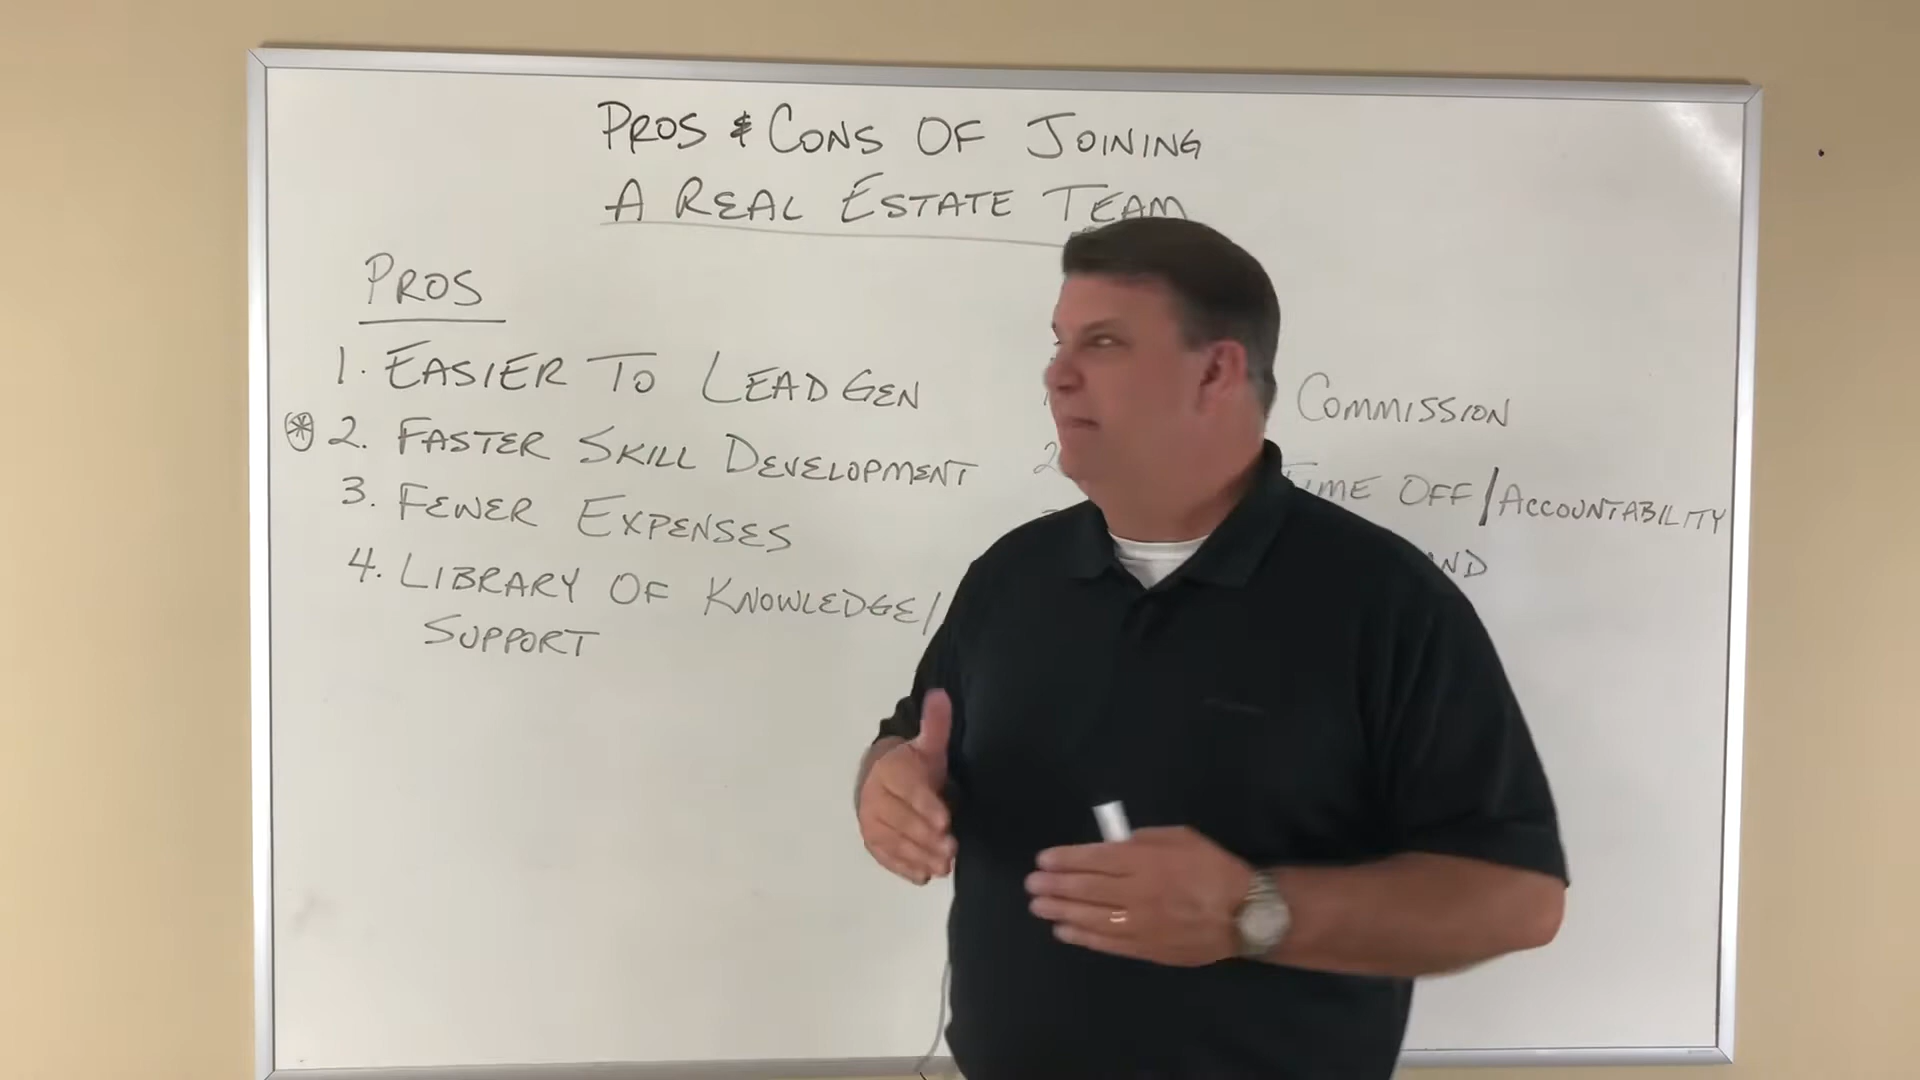 PROS & CONS OF JOINING
A REAL ESTATE TEAM
PROS
1. EASIER TO LEAD GEN
2. FASTER SKILL DEVELOPMENT
3. FEWER EXPENSES
4. LIBRARY OF KNOWLEDGE/
SUPPORT
COMMISSION
2
TIME OFF/ACCOUNTABILITY